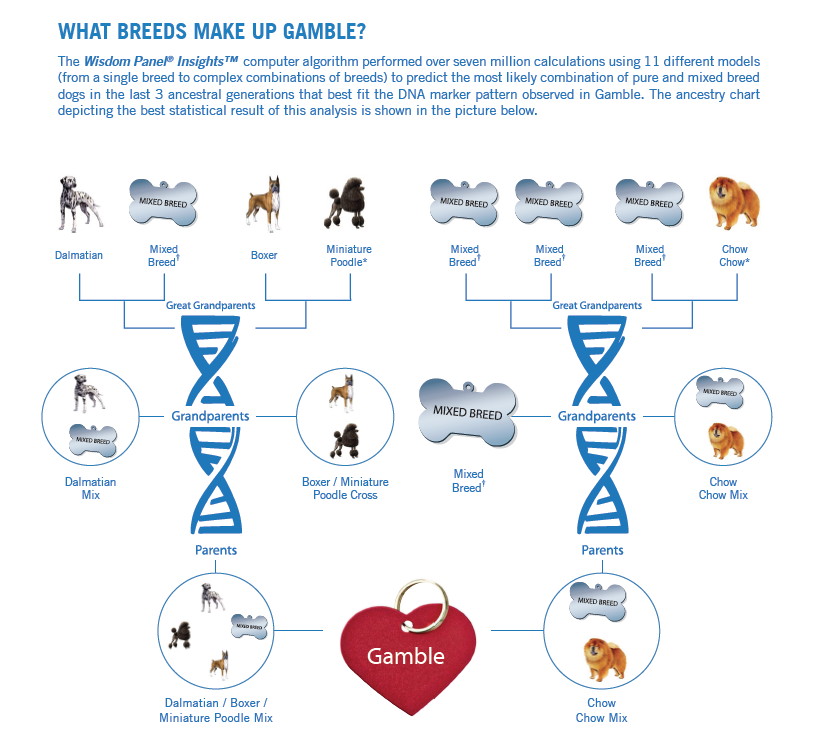 WHAT BREEDS MAKE UP GAMBLE?
The Wisdom Panel® Insights™ computer algorithm performed over seven million calculations using 11 different models
(from a single breed to complex combinations of breeds) to predict the most likely combination of pure and mixed breed
dogs in the last 3 ancestral generations that best fit the DNA marker pattern observed in Gamble. The ancestry chart
depicting the best statistical result of this analysis is shown in the picture below.
MIXED BREED
MIXED BREED
MIXED BREED
MIXED BREED
Dalmatian
Mixed
Breed†
Boxer
Miniature
Poodle*
Mixed
Breed†
Mixed
Breed†
Mixed
Breed†
Chow
Chow*
Great Grandparents
Great Grandparents
MIXED BREED
MIXED BREED
MIXED BREED
Grandparents
Grandparents
Dalmatian
Mix
Boxer / Miniature
Poodle Cross
Mixed
Breed†
Chow
Chow Mix
Parents
Parents
MIXED BREED
MIXED BREED
Gamble
Dalmatian / Boxer /
Miniature Poodle Mix
Chow
Chow Mix